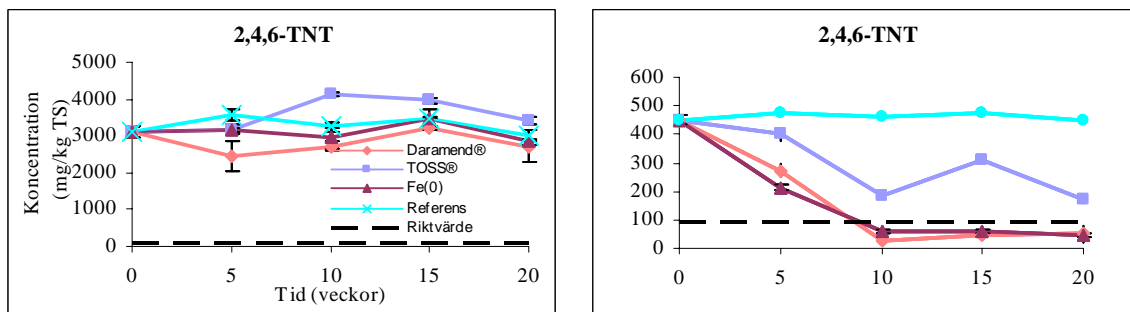 2,4,6-TNT
Koncentration
(mg/kg TS)
5000
4000
3000
2000
1000
0
Daramend®
TOSS®
Fe(0)
Referens
Riktvärde
0 5 10 15 20
Tid (veckor)
2,4,6-TNT
600
500
400
300
200
100
0
0 5 10 15 20